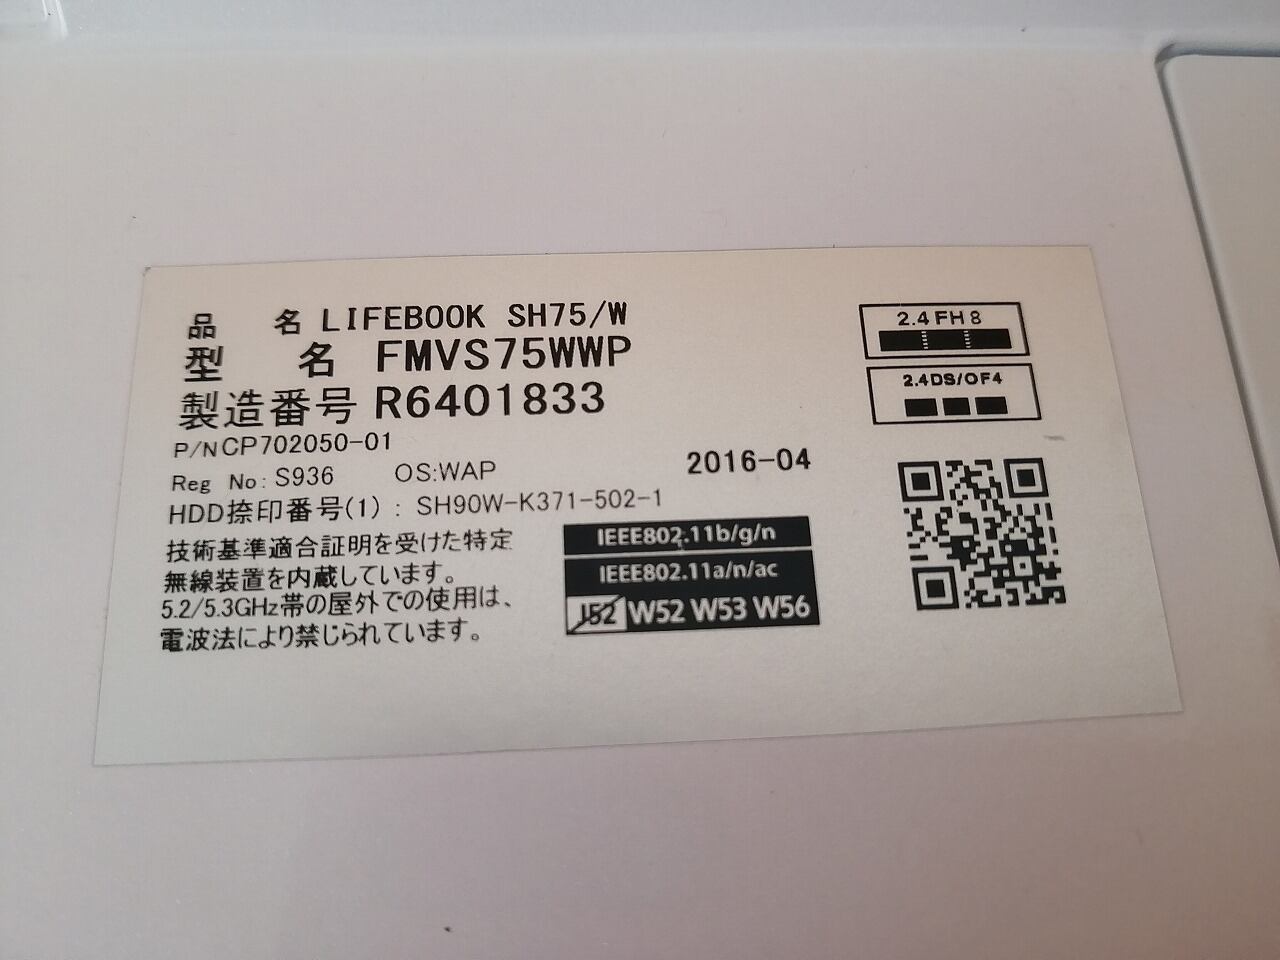 品 名 LIFEBOOK SH75/W
型 名 FMVS75WWP
製造番号 R6401833
P/N CP702050-01
Reg No: S936 OS:WAP
2016-04
HDD捺印番号(1) : SH90W-K371-502-1
技術基準適合証明を受けた特定
無線装置を内蔵しています。
5.2/5.3GHz帯の屋外での使用は、
電波法により禁じられています。
IEEE802.11b/g/n
IEEE802.11a/n/ac
J52 W52 W53 W56
2.4FH8
2.4DS/OF4